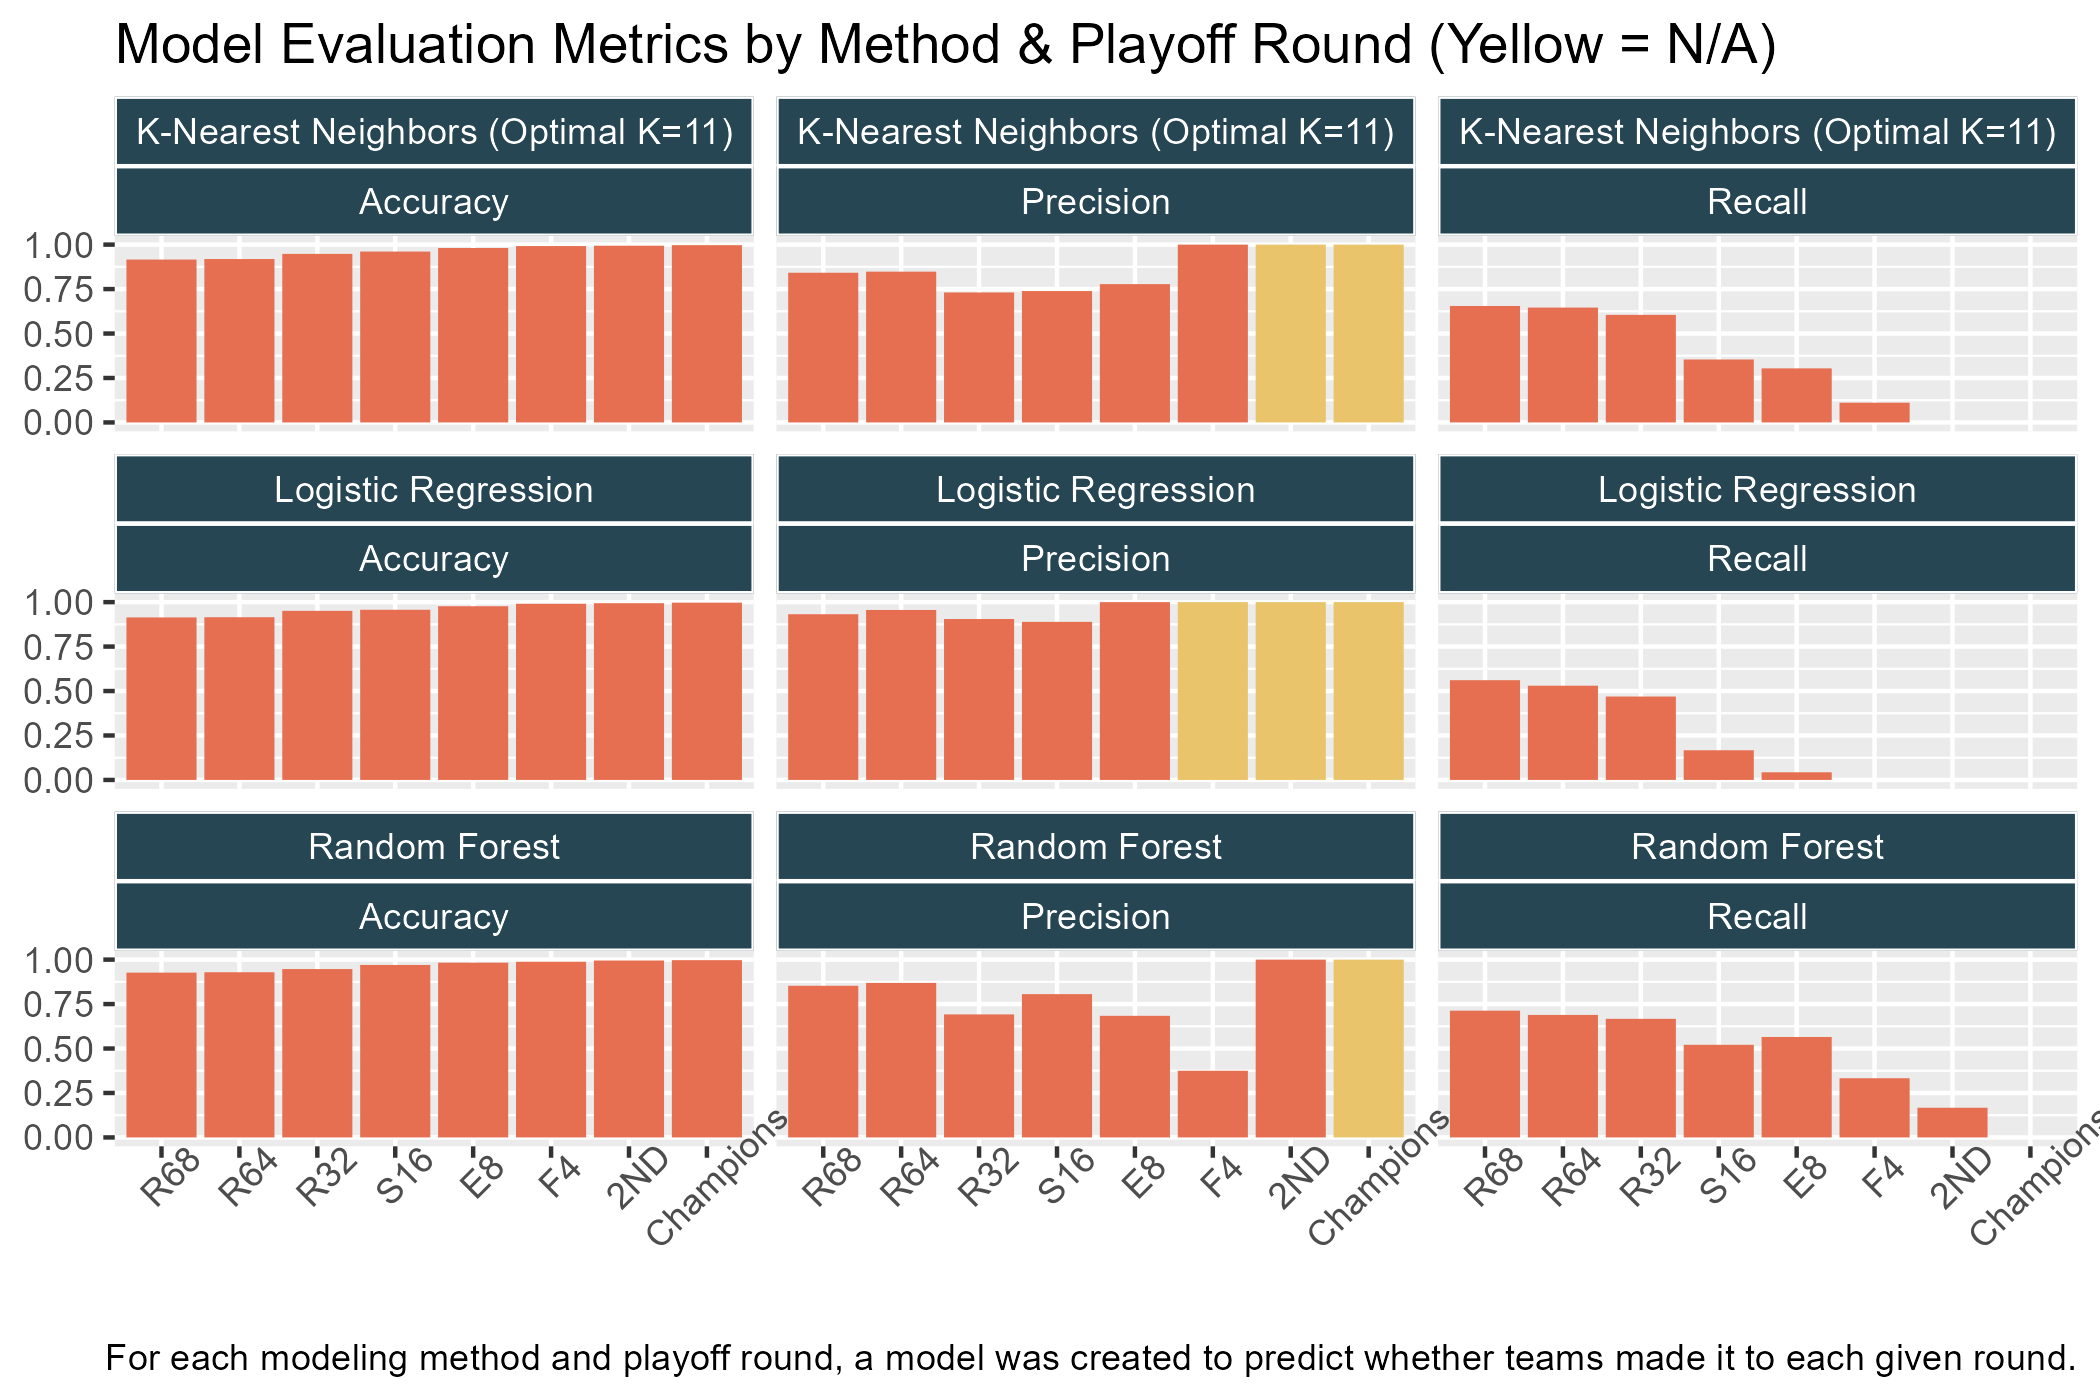 Model Evaluation Metrics by Method & Playoff Round (Yellow = N/A)
K-Nearest Neighbors (Optimal K=11)
K-Nearest Neighbors (Optimal K=11)
K-Nearest Neighbors (Optimal K=11)
Accuracy
Precision
Recall
1.00
0.75
0.50
0.25
0.00
Logistic Regression
Logistic Regression
Logistic Regression
Accuracy
Precision
Recall
1.00
0.75
0.50
0.25
0.00
Random Forest
Random Forest
Random Forest
Accuracy
Precision
Recall
1.00
0.75
0.50
0.25
0.00
R68
R64
R32
S16
E8
F4
2ND
Champions
R68
R64
R32
S16
E8
F4
2ND
Champions
R68
R64
R32
S16
E8
F4
2ND
Champions
For each modeling method and playoff round, a model was created to predict whether teams made it to each given round.